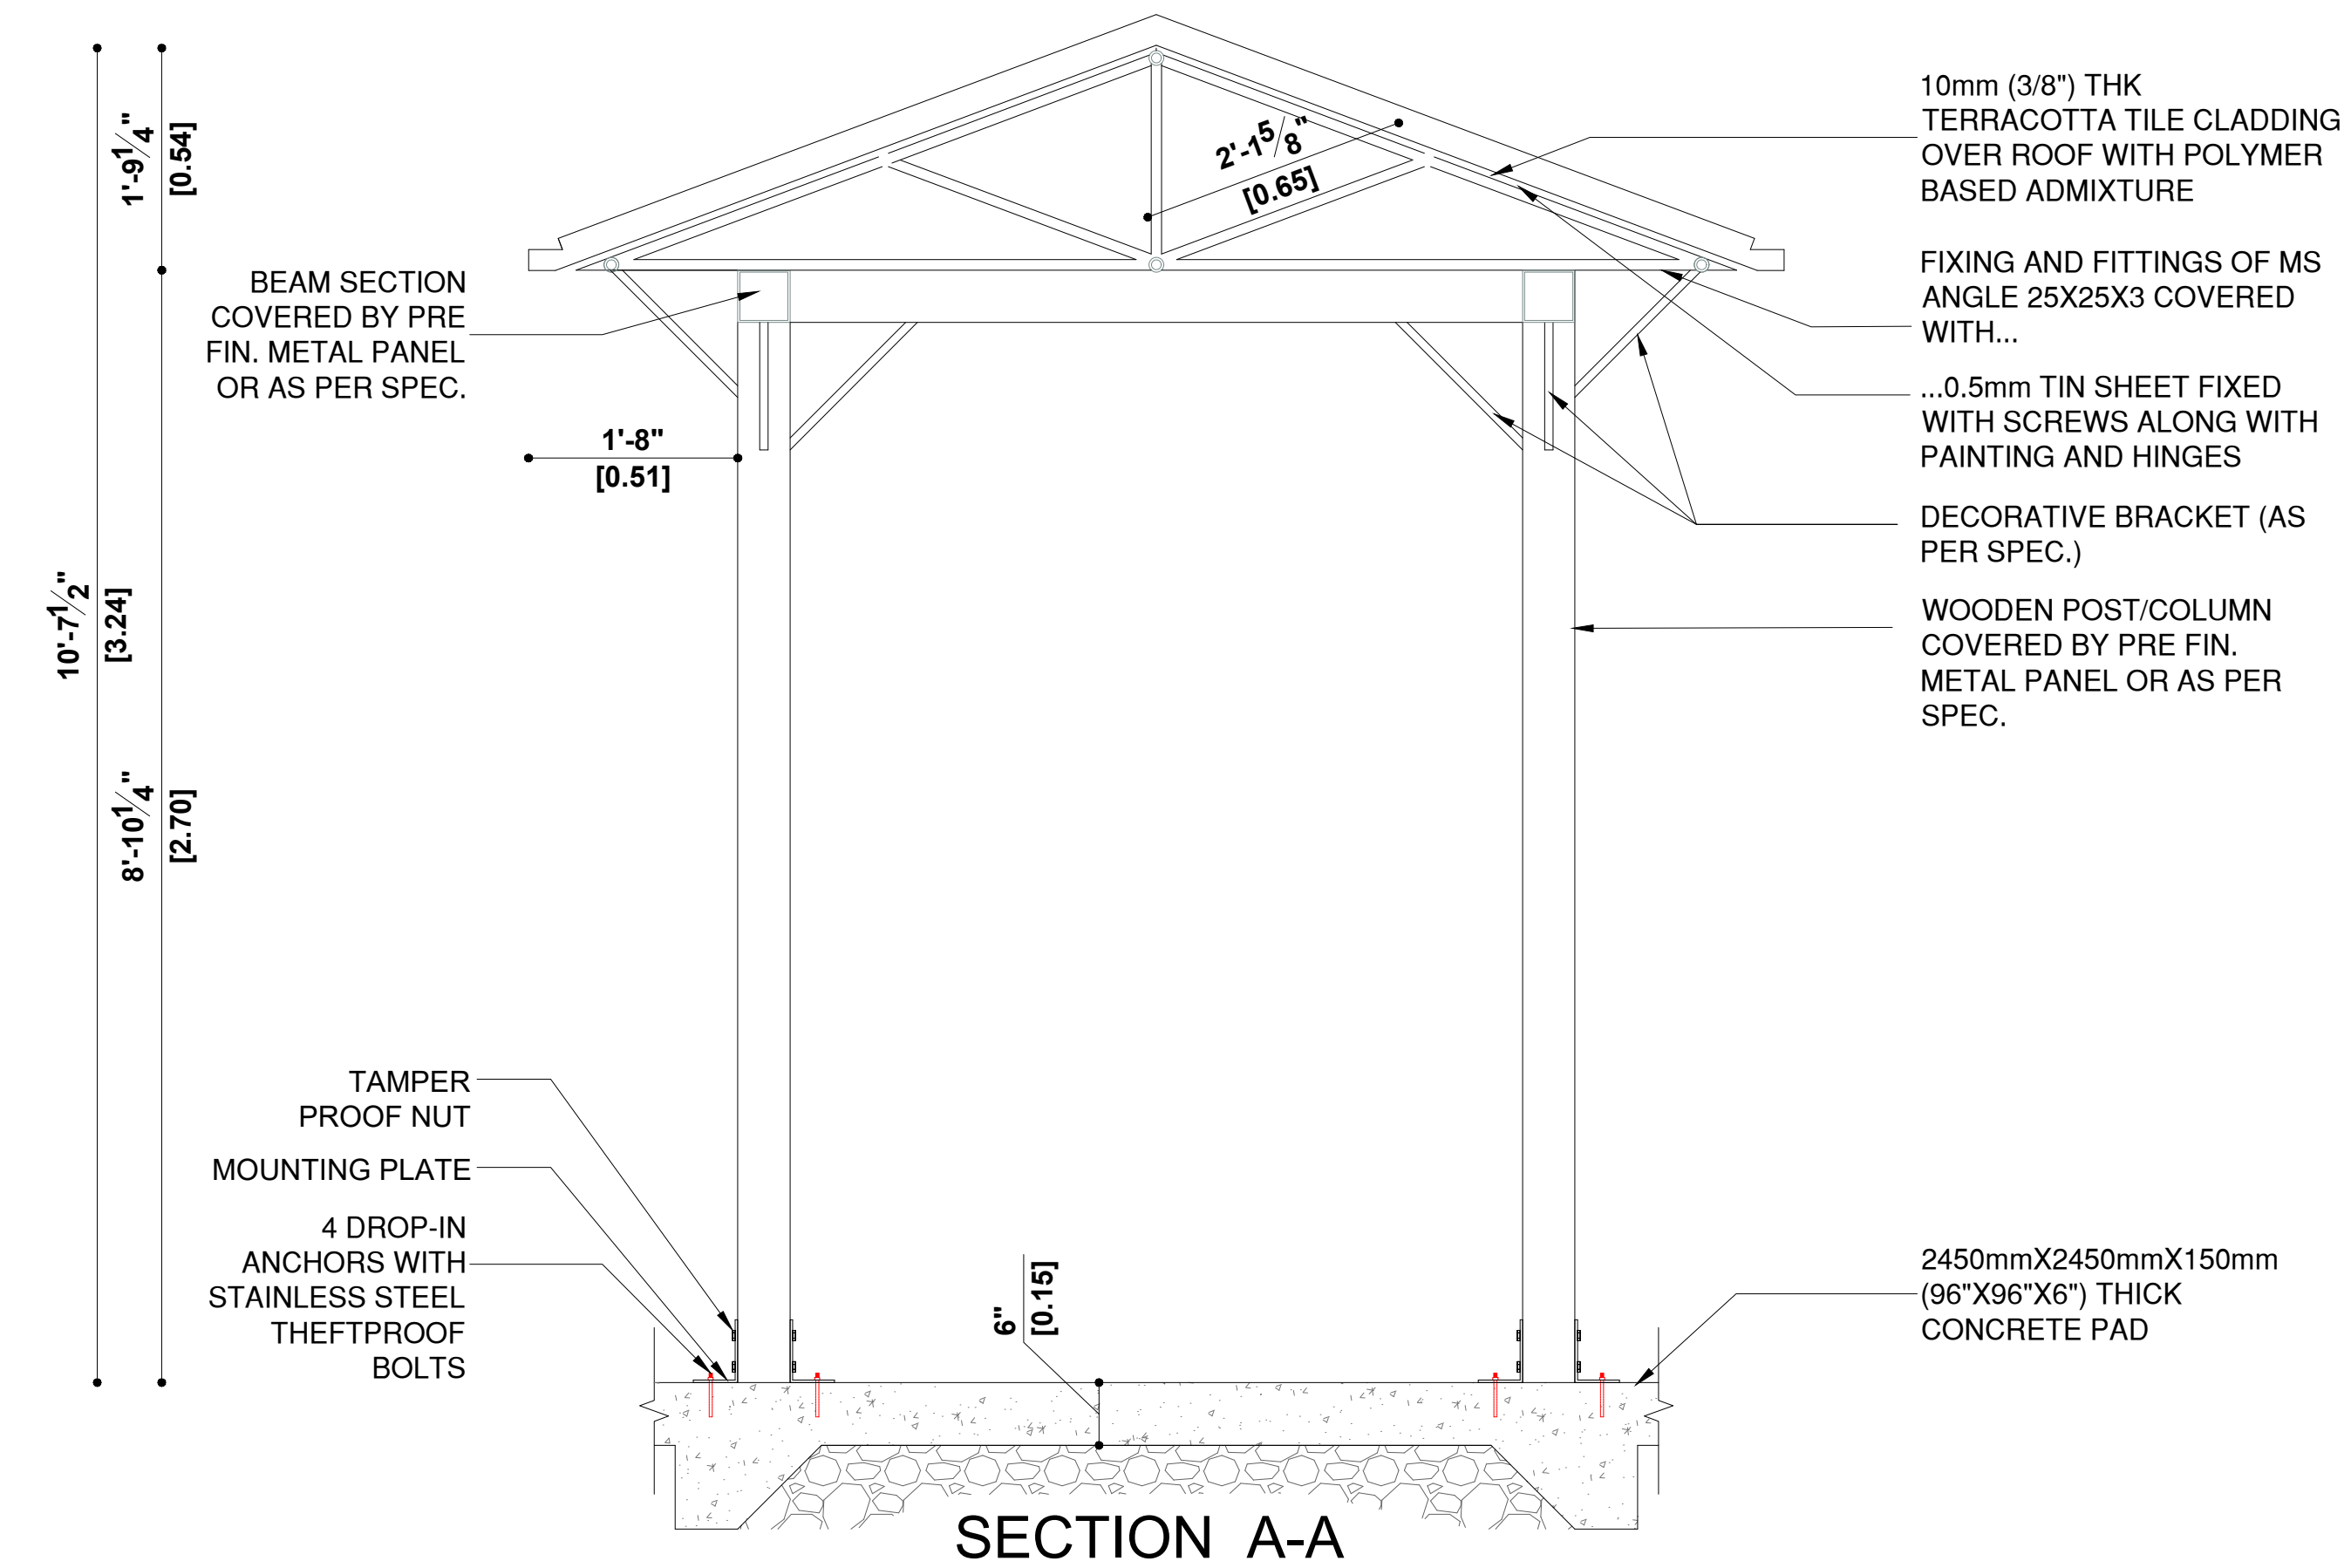 1'-9 1/4"
[0.54]
10'-7 1/2"
[3.24]
8'-10 1/4"
[2.70]
BEAM SECTION
COVERED BY PRE
FIN. METAL PANEL
OR AS PER SPEC.
1'-8"
[0.51]
2'-1 5/8"
[0.65]
10mm (3/8") THK
TERRACOTTA TILE CLADDING
OVER ROOF WITH POLYMER
BASED ADMIXTURE
FIXING AND FITTINGS OF MS
ANGLE 25X25X3 COVERED
WITH...
...0.5mm TIN SHEET FIXED
WITH SCREWS ALONG WITH
PAINTING AND HINGES
DECORATIVE BRACKET (AS
PER SPEC.)
WOODEN POST/COLUMN
COVERED BY PRE FIN.
METAL PANEL OR AS PER
SPEC.
TAMPER
PROOF NUT
MOUNTING PLATE
4 DROP-IN
ANCHORS WITH
STAINLESS STEEL
THEFTPROOF
BOLTS
6"
[0.15]
2450mmX2450mmX150mm
(96"X96"X6") THICK
CONCRETE PAD
SECTION A-A